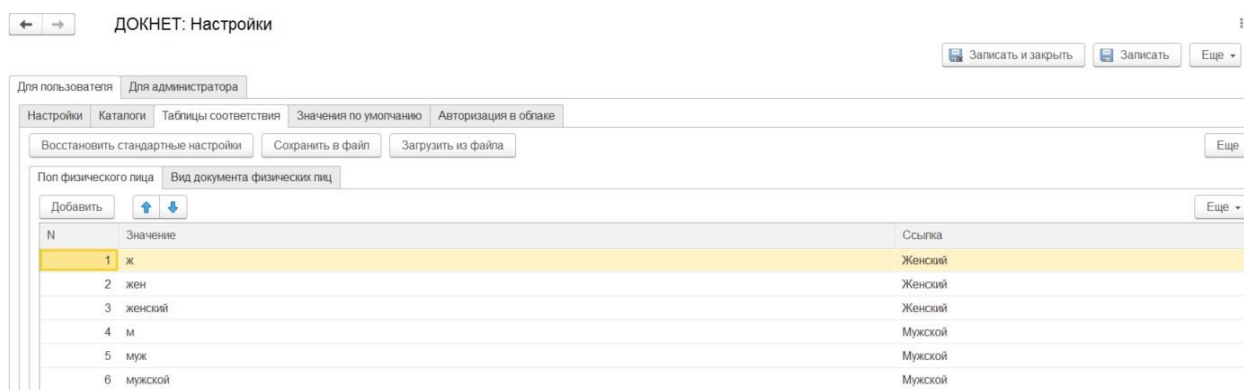 ДОКНЕТ: Настройки
Записать и закрыть Записать Еще
Для пользователя Для администратора
Настройки Каталоги Таблицы соответствия Значения по умолчанию Авторизация в облаке
Восстановить стандартные настройки Сохранить в файл Загрузить из файла Еще
Пол физического лица Вид документа физических лиц
Добавить Еще
N Значение Ссылка
1 ж Женский
2 жен Женский
3 женский Женский
4 м Мужской
5 муж Мужской
6 мужской Мужской